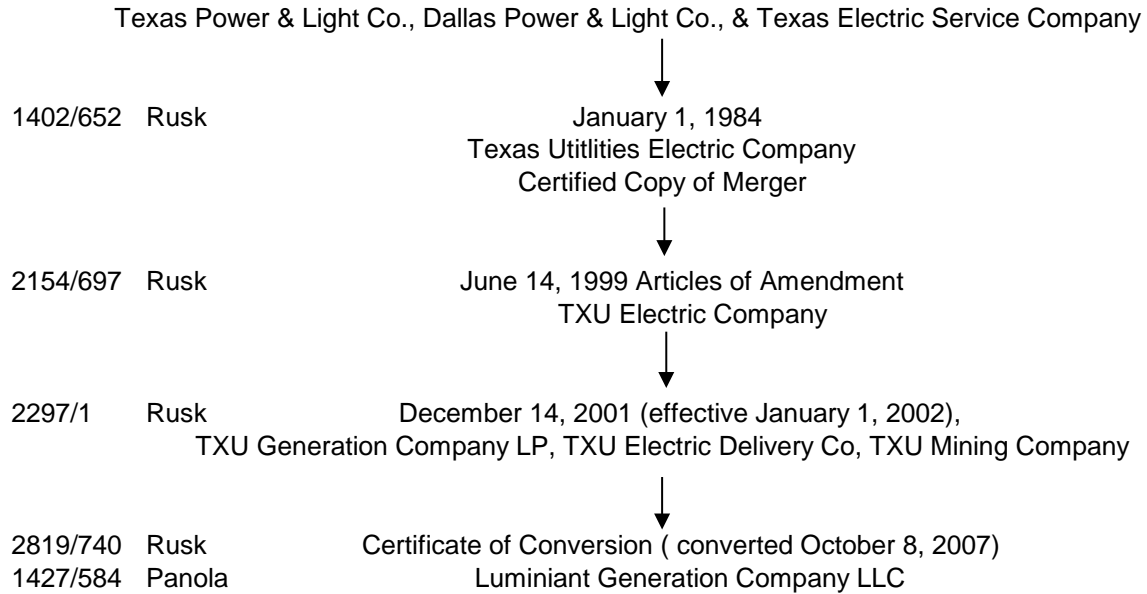 Texas Power & Light Co., Dallas Power & Light Co., & Texas Electric Service Company
1402/652 Rusk January 1, 1984
Texas Utitlities Electric Company
Certified Copy of Merger
2154/697 Rusk June 14, 1999 Articles of Amendment
TXU Electric Company
2297/1 Rusk December 14, 2001 (effective January 1, 2002),
TXU Generation Company LP, TXU Electric Delivery Co, TXU Mining Company
2819/740 Rusk Certificate of Conversion ( converted October 8, 2007)
1427/584 Panola Luminiant Generation Company LLC